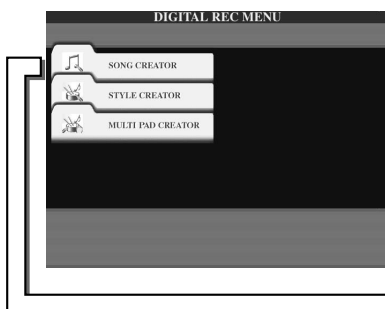 DIGITAL REC MENU
SONG CREATOR
STYLE CREATOR
MULTI PAD CREATOR